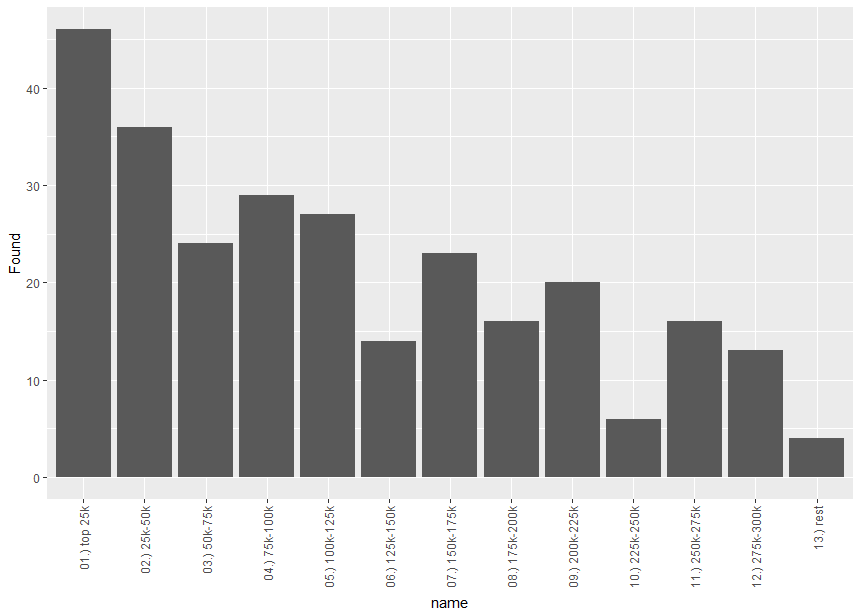 Found
40
30
20
10
0
01.) top 25k
02.) 25k-50k
03.) 50k-75k
04.) 75k-100k
05.) 100k-125k
06.) 125k-150k
07.) 150k-175k
08.) 175k-200k
09.) 200k-225k
10.) 225k-250k
11.) 250k-275k
12.) 275k-300k
13.) rest
name